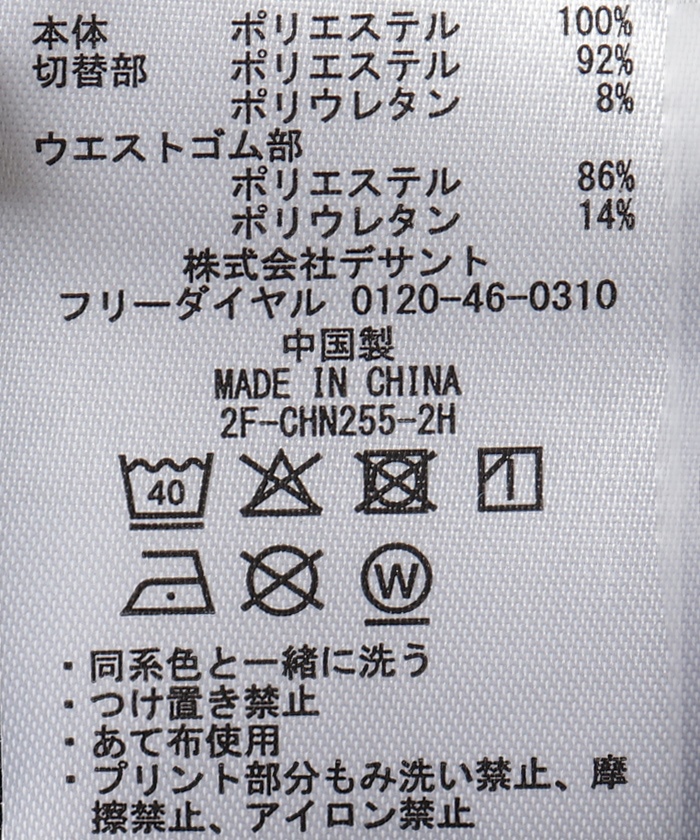 本体 ポリエステル 100%
切替部 ポリエステル 92%
ポリウレタン 8%
ウエストゴム部
ポリエステル 86%
ポリウレタン 14%
株式会社デサント
フリーダイヤル 0120-46-0310
中国製
MADE IN CHINA
2F-CHN255-2H
40
W
・同系色と一緒に洗う
・つけ置き禁止
・あて布使用
・プリント部分もみ洗い禁止、摩
擦禁止、アイロン禁止